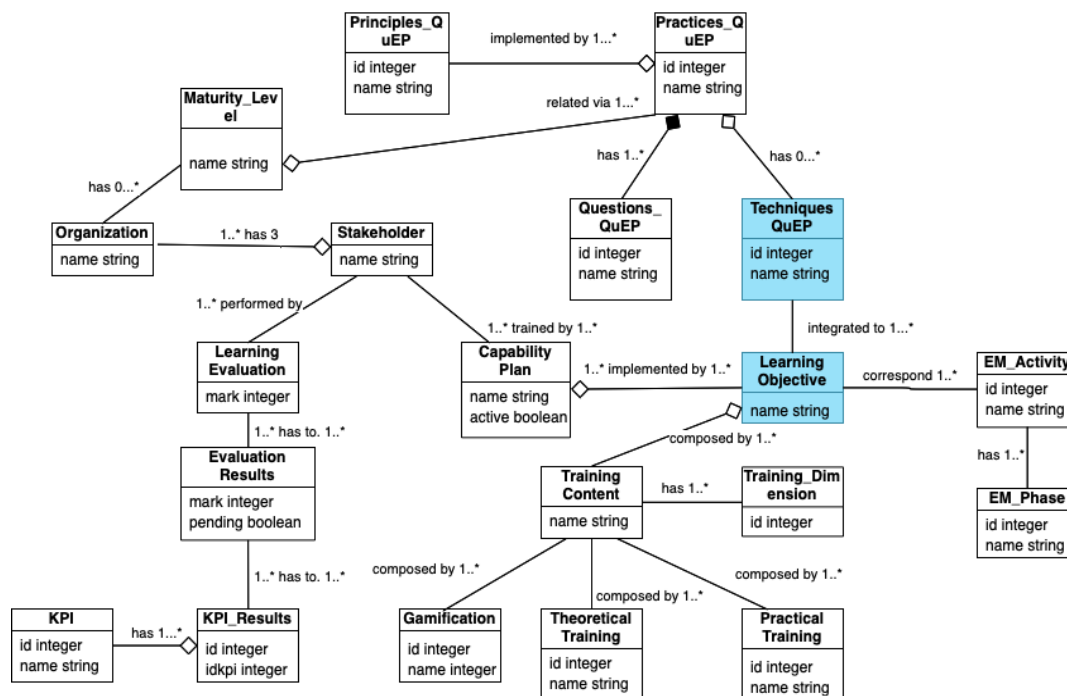 Principles_Q
uEP
id integer
name string
implemented by 1...*
Practices_Q
uEP
id integer
name string
Maturity_Lev
el
name string
related via 1...*
has 0...*
has 1..*
has 0...*
Organization
name string
1..* has 3
Stakeholder
name string
Questions_
QuEP
id integer
name string
Techniques
QuEP
id integer
name string
1..* performed by
1..* trained by 1..*
integrated to 1...*
Learning
Evaluation
mark integer
Capability
Plan
name string
active boolean
1..* implemented by 1..*
Learning
Objective
name string
correspond 1..*
EM_Activity
id integer
name string
1..* has to. 1..*
composed by 1..*
has 1..*
Evaluation
Results
mark integer
pending boolean
Training
Content
name string
has 1..*
Training_Dim
ension
id integer
EM_Phase
id integer
name string
1..* has to. 1..*
composed by 1..*
composed by 1..*
composed by 1..*
KPI
id integer
name string
has 1...*
KPI_Results
id integer
idkpi integer
Gamification
id integer
name integer
Theoretical
Training
id integer
name string
Practical
Training
id integer
name string